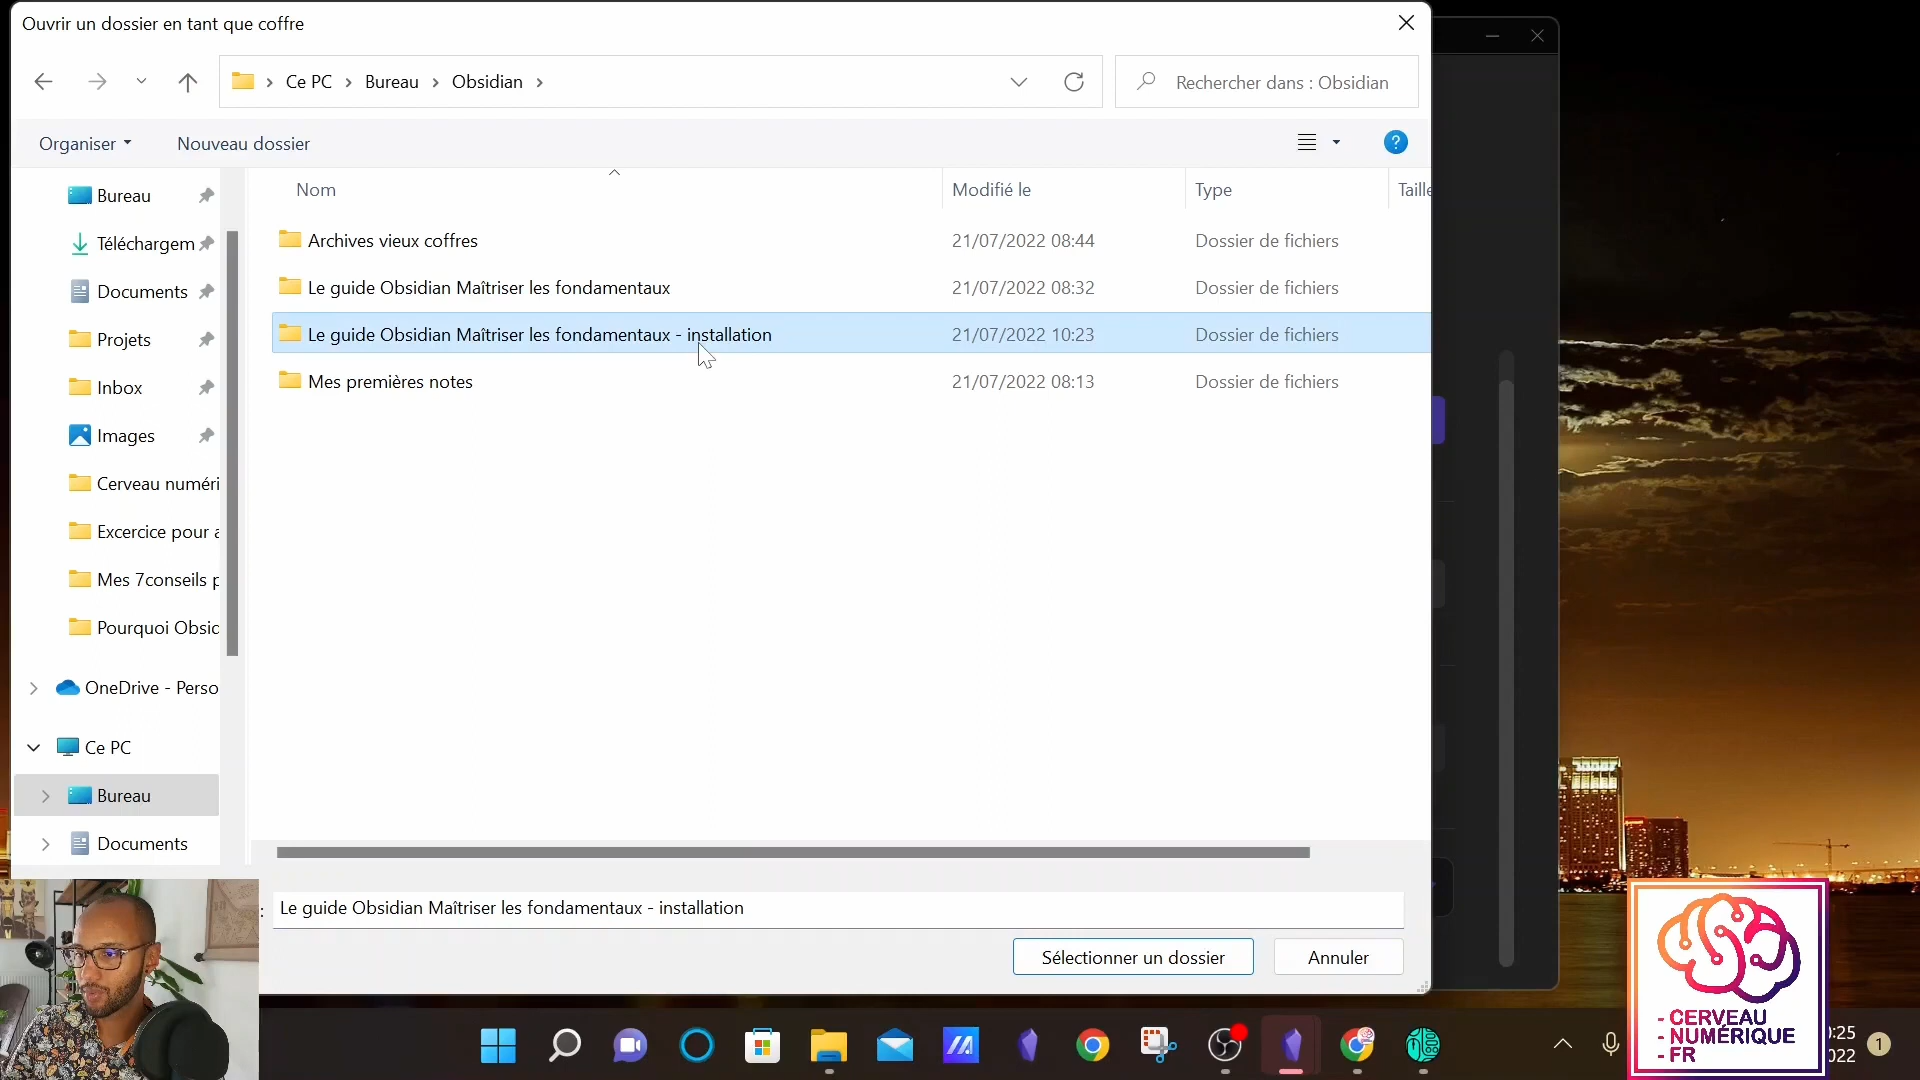 Ouvrir un dossier en tant que coffre
Ce PC
Bureau
Obsidian
Rechercher dans : Obsidian
Organiser
Nouveau dossier
?
Nom
Modifié le
Type
Taille
Archives vieux coffres 21/07/2022 08:44 Dossier de fichiers
Le guide Obsidian Maîtriser les fondamentaux 21/07/2022 08:32 Dossier de fichiers
Le guide Obsidian Maîtriser les fondamentaux - installation 21/07/2022 10:23 Dossier de fichiers
Mes premières notes 21/07/2022 08:13 Dossier de fichiers
Bureau
Téléchargem
Documents
Projets
Inbox
Images
Cerveau numéri
Excercice pour a
Mes 7conseils p
Pourquoi Obsid
OneDrive - Perso
Ce PC
Bureau
Documents
: Le guide Obsidian Maîtriser les fondamentaux - installation
Sélectionner un dossier
Annuler
- CERVEAU
- NUMÉRIQUE
- FR
:25
2022
1